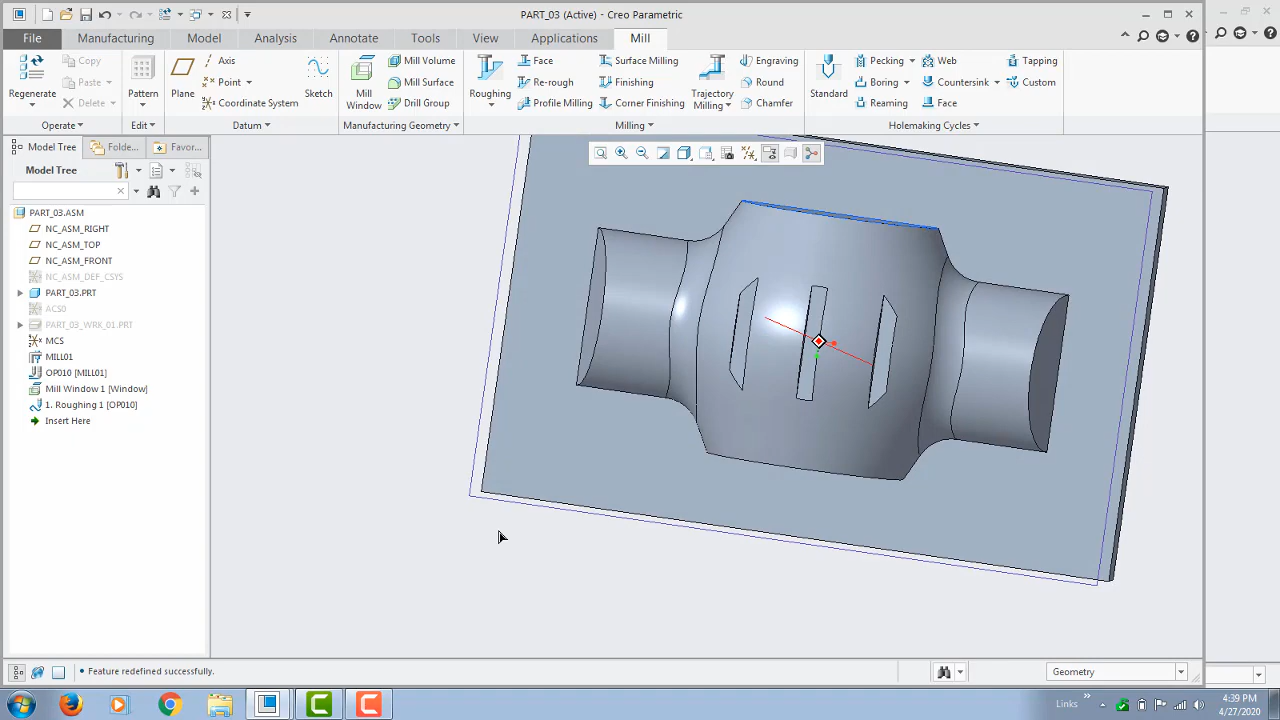 PART_03 (Active) - Creo Parametric
File Manufacturing Model Analysis Annotate Tools View Applications Mill
Regenerate
Copy
Paste
Delete
Operate
Pattern
Edit
Plane
Axis
Point
Coordinate System
Sketch
Datum
Mill Window
Mill Volume
Mill Surface
Drill Group
Manufacturing Geometry
Roughing
Face
Re-rough
Profile Milling
Surface Milling
Finishing
Corner Finishing
Trajectory Milling
Engraving
Round
Chamfer
Milling
Standard
Pecking
Boring
Reaming
Web
Countersink
Face
Tapping
Custom
Holemaking Cycles
Model Tree Folde... Favor...
Model Tree
PART_03.ASM
NC_ASM_RIGHT
NC_ASM_TOP
NC_ASM_FRONT
NC_ASM_DEF_CSYS
PART_03.PRT
ACS0
PART_03_WRK_01.PRT
MCS
MILL01
OP010 [MILL01]
Mill Window 1 [Window]
1. Roughing 1 [OP010]
Insert Here
Feature redefined successfully.
Geometry
Links
4:39 PM
4/27/2020